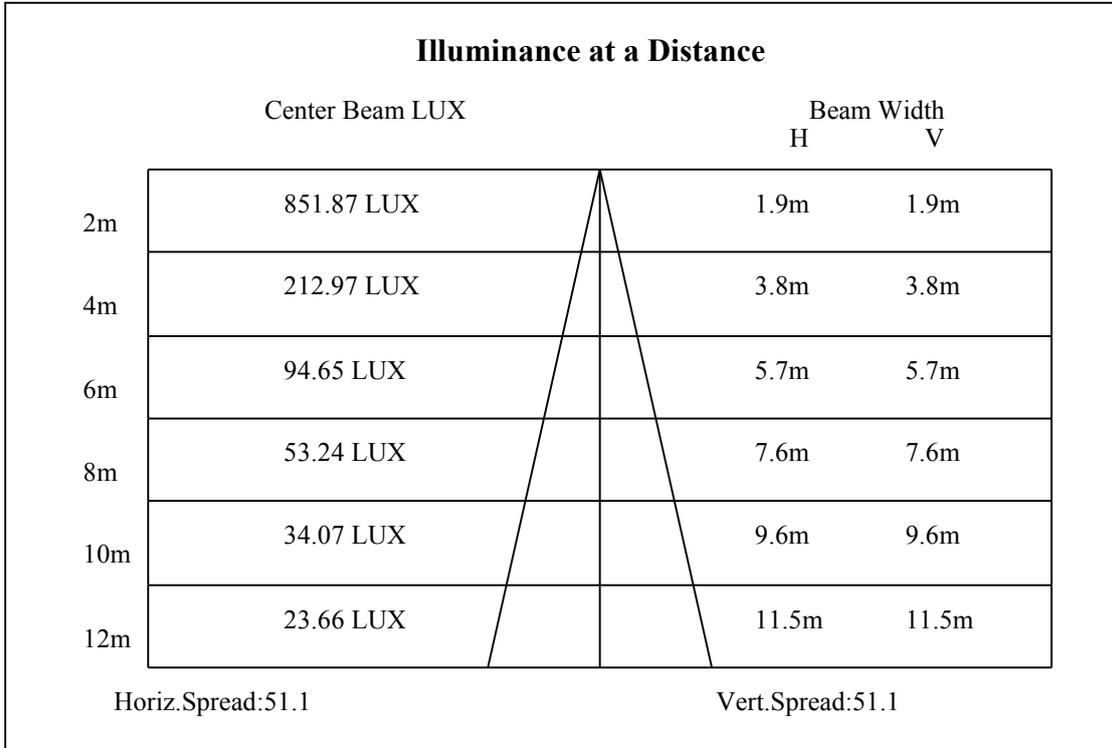 Illuminance at a Distance
Center Beam LUX Beam Width
H V
2m 851.87 LUX 1.9m 1.9m
4m 212.97 LUX 3.8m 3.8m
6m 94.65 LUX 5.7m 5.7m
8m 53.24 LUX 7.6m 7.6m
10m 34.07 LUX 9.6m 9.6m
12m 23.66 LUX 11.5m 11.5m
Horiz.Spread:51.1 Vert.Spread:51.1